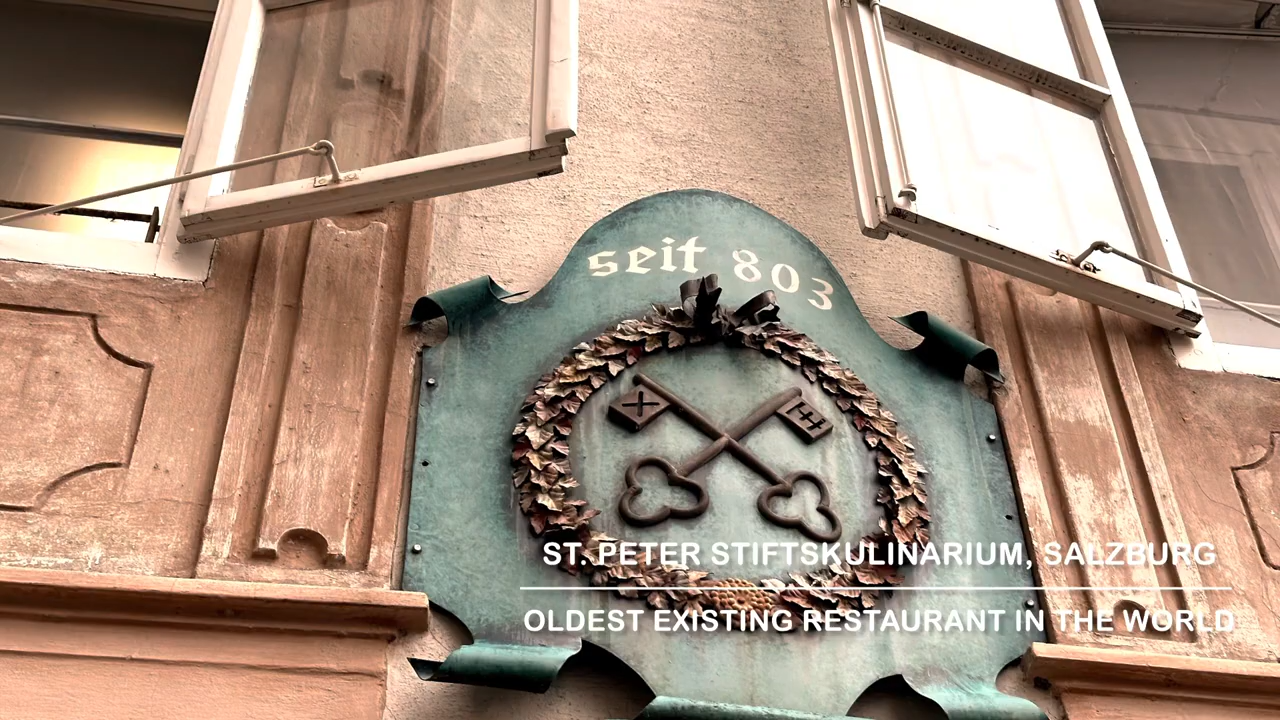 seit 803
ST. PETER STIFTSKULINARIUM, SALZBURG
OLDEST EXISTING RESTAURANT IN THE WORLD